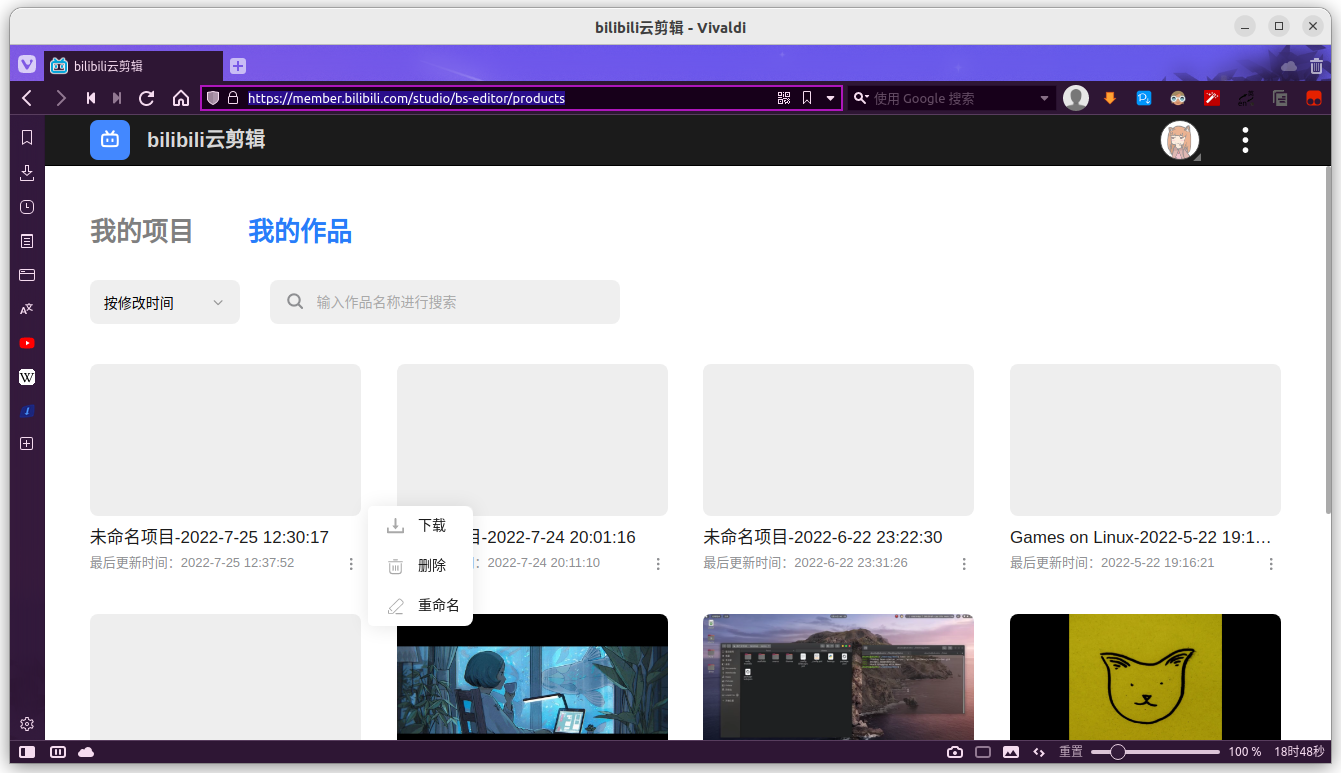 bilibili云剪辑 - Vivaldi
bilibili云剪辑
https://member.bilibili.com/studio/bs-editor/products
使用 Google 搜索
bilibili云剪辑
我的项目
我的作品
按修改时间
输入作品名称进行搜索
未命名项目-2022-7-25 12:30:17
最后更新时间：2022-7-25 12:37:52
下载
删除
重命名
目-2022-7-24 20:01:16
：2022-7-24 20:11:10
未命名项目-2022-6-22 23:22:30
最后更新时间：2022-6-22 23:31:26
Games on Linux-2022-5-22 19:1…
最后更新时间：2022-5-22 19:16:21
重置
100 %
18时48秒